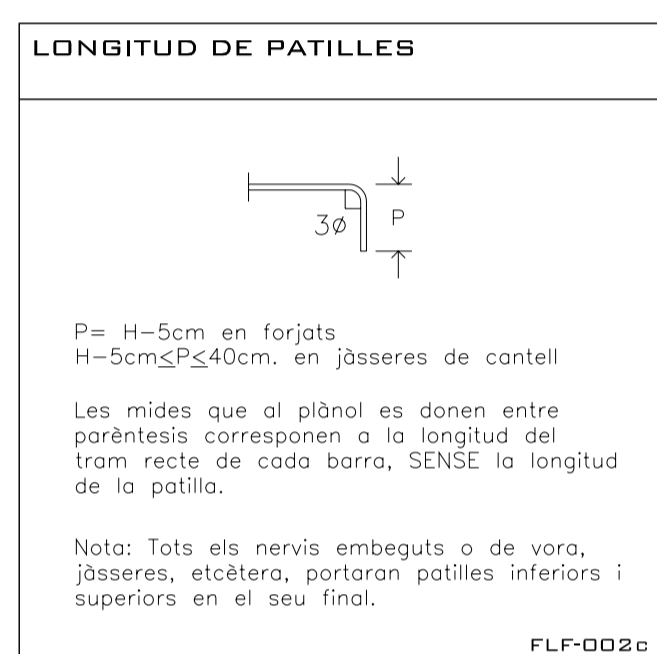 LONGITUD DE PATILLES
3ø
P
P= H-5cm en forjats
H-5cm≤P≤40cm. en jàsseres de cantell
Les mides que al plànol es donen entre
parèntesis corresponen a la longitud del
tram recte de cada barra, SENSE la longitud
de la patilla.
Nota: Tots els nervis embeguts o de vora,
jàsseres, etcètera, portaran patilles inferiors i
superiors en el seu final.
FLF-002c